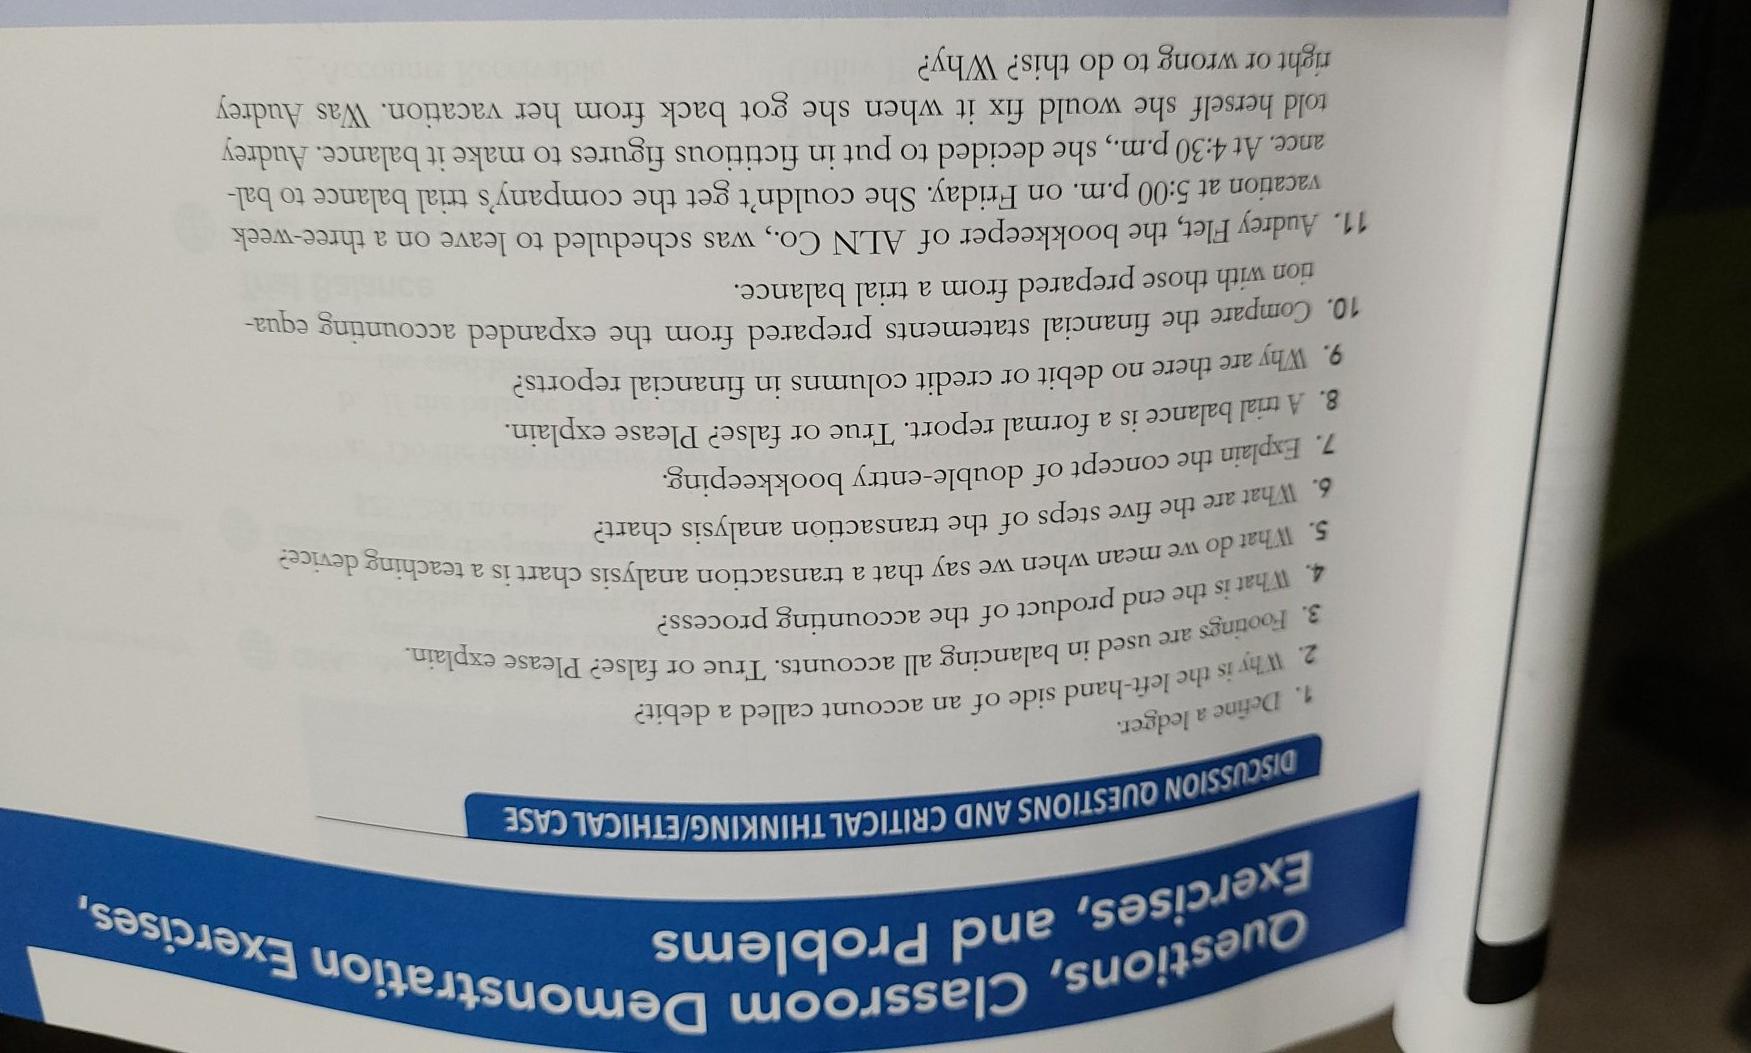 Questions, Classroom Demonstration Exercises,
Exercises, and Problems
DISCUSSION QUESTIONS AND CRITICAL THINKING/ETHICAL CASE
1. Define a ledger.
2. Why is the left-hand side of an account called a debit?
3. Footings are used in balancing all accounts. True or false? Please explain.
4. What is the end product of the accounting process?
5. What do we mean when we say that a transaction analysis chart is a teaching device?
6. What are the five steps of the transaction analysis chart?
7. Explain the concept of double-entry bookkeeping.
8. A trial balance is a formal report. True or false? Please explain.
9. Why are there no debit or credit columns in financial reports?
10. Compare the financial statements prepared from the expanded accounting equa-
tion with those prepared from a trial balance.
11. Audrey Flet, the bookkeeper of ALN Co., was scheduled to leave on a three-week
vacation at 5:00 p.m. on Friday. She couldn't get the company's trial balance to bal-
ance. At 4:30 p.m., she decided to put in fictitious figures to make it balance. Audrey
told herself she would fix it when she got back from her vacation. Was Audrey
right or wrong to do this? Why?